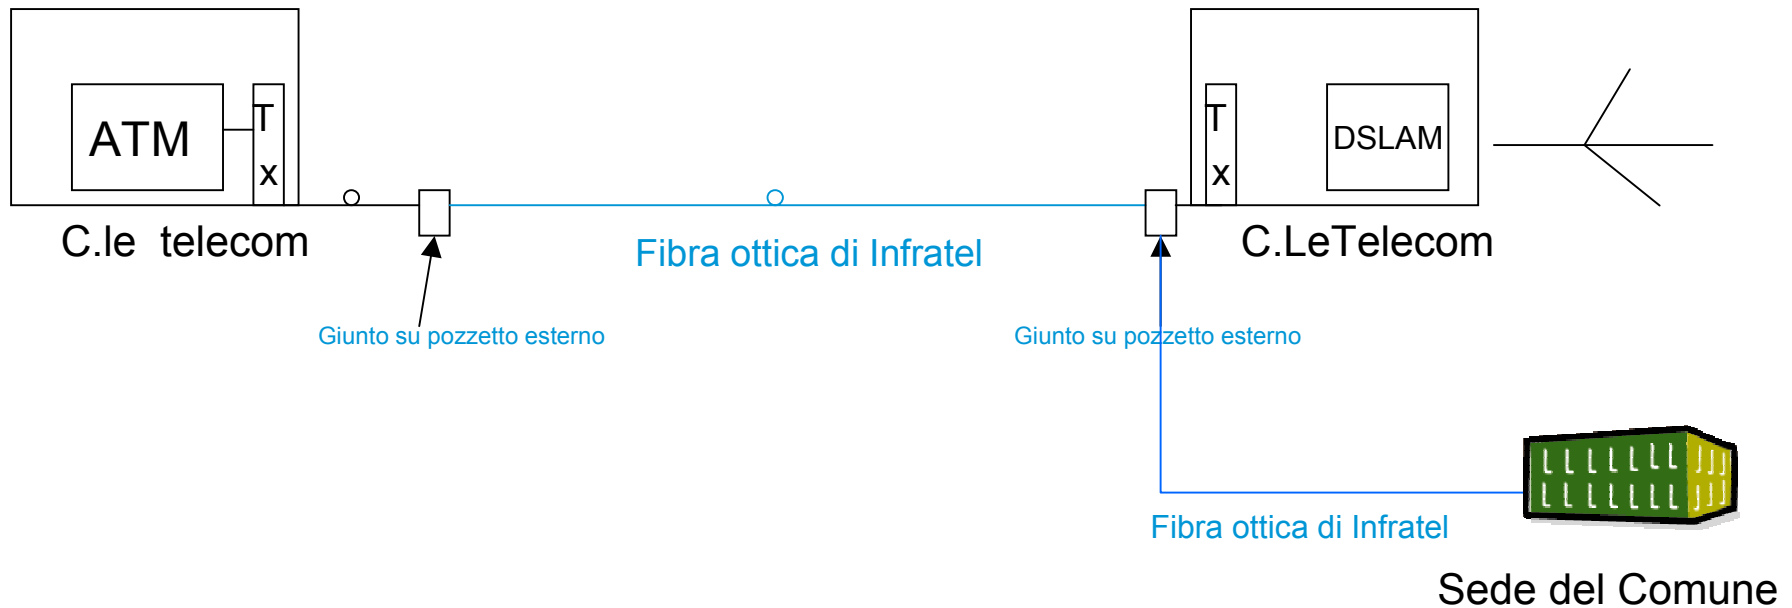 ATM
T
x
T
x
DSLAM
C.le telecom
Fibra ottica di Infratel
C.LeTelecom
Giunto su pozzetto esterno
Giunto su pozzetto esterno
Fibra ottica di Infratel
Sede del Comune